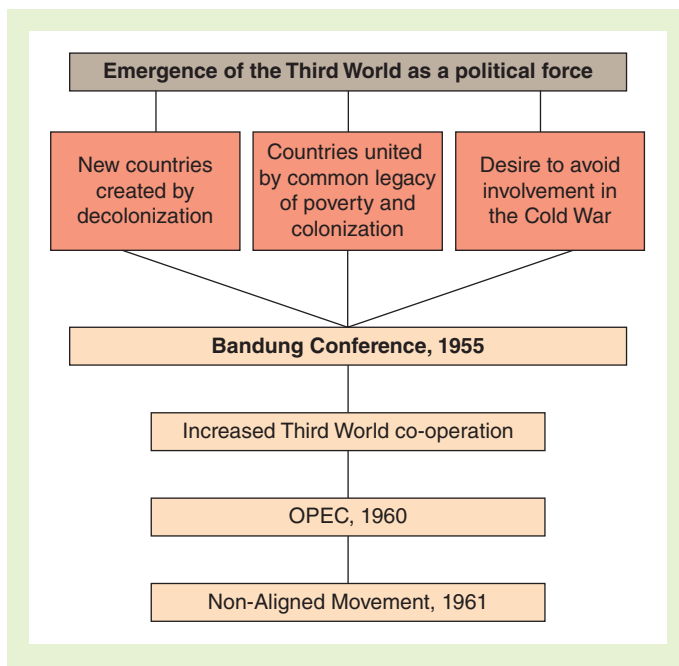 Emergence of the Third World as a political force
New countries
created by
decolonization
Countries united
by common legacy
of poverty and
colonization
Desire to avoid
involvement in
the Cold War
Bandung Conference, 1955
Increased Third World co-operation
OPEC, 1960
Non-Aligned Movement, 1961